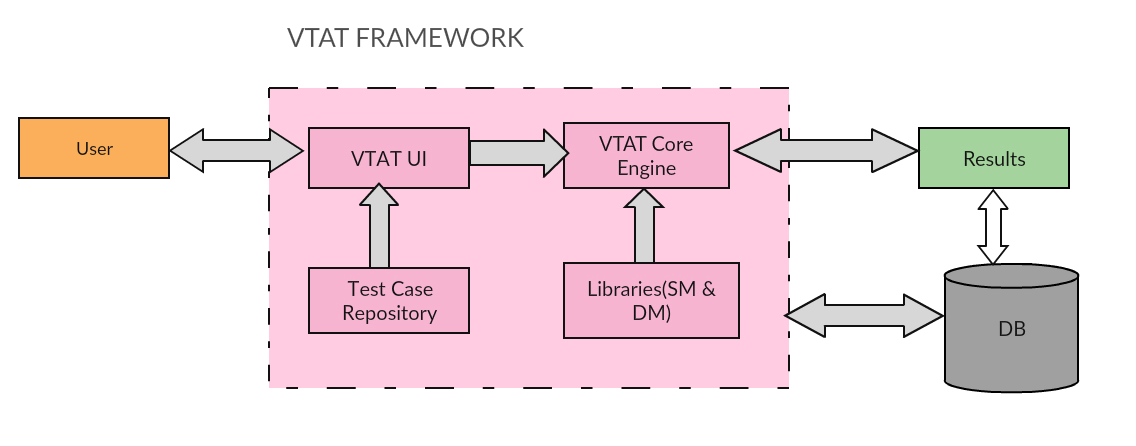 VTAT FRAMEWORK
User
VTAT UI
VTAT Core
Engine
Results
Test Case
Repository
Libraries(SM &
DM)
DB